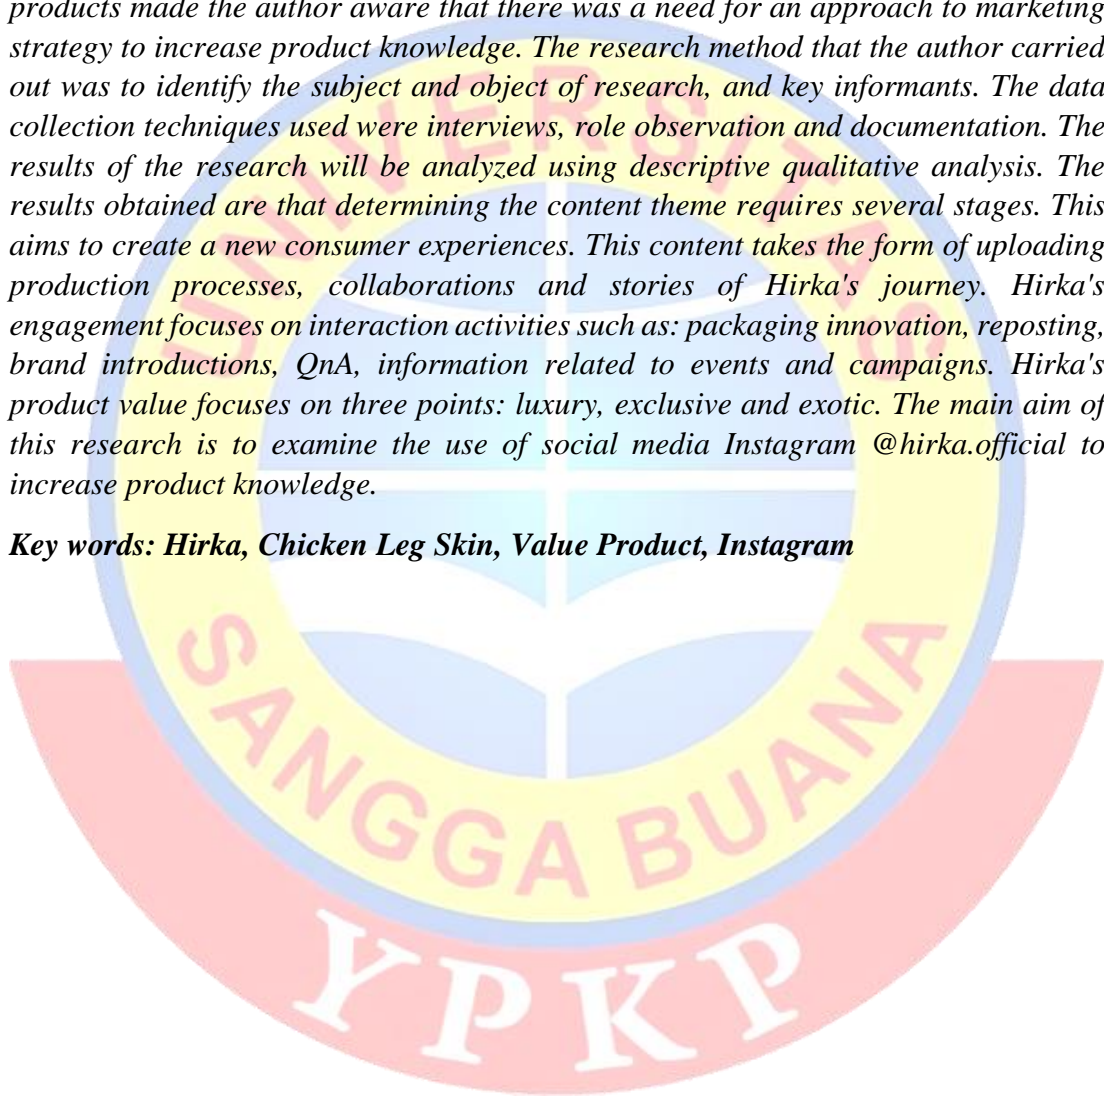 products made the author aware that there was a need for an approach to marketing
strategy to increase product knowledge. The research method that the author carried
out was to identify the subject and object of research, and key informants. The data
collection techniques used were interviews, role observation and documentation. The
results of the research will be analyzed using descriptive qualitative analysis. The
results obtained are that determining the content theme requires several stages. This
aims to create a new consumer experiences. This content takes the form of uploading
production processes, collaborations and stories of Hirka's journey. Hirka's
engagement focuses on interaction activities such as: packaging innovation, reposting,
brand introductions, QnA, information related to events and campaigns. Hirka's
product value focuses on three points: luxury, exclusive and exotic. The main aim of
this research is to examine the use of social media Instagram @hirka.official to
increase product knowledge.
Key words: Hirka, Chicken Leg Skin, Value Product, Instagram
UNIVERSITAS
SANGGA BUANA
YPKP